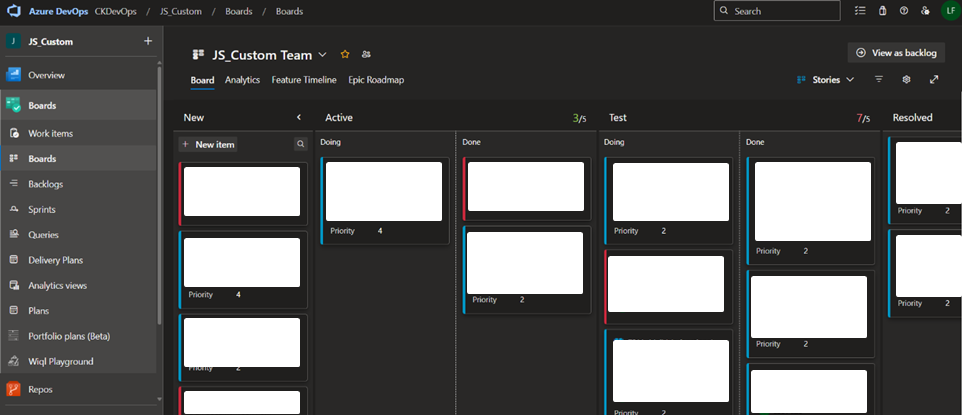 Azure DevOps CKDevOps / JS_Custom / Boards / Boards
Search
LF
J JS_Custom
Overview
Boards
Work items
Boards
Backlogs
Sprints
Queries
Delivery Plans
Analytics views
Plans
Portfolio plans (Beta)
Wiql Playground
Repos
JS_Custom Team
View as backlog
Board Analytics Feature Timeline Epic Roadmap
Stories
New
New item
Priority 4
2
Active 3/5
Doing
Priority 4
Done
Priority 2
Test 7/5
Doing
Priority 2
Priority 2
Done
Priority 2
Priority 2
Resolved
Priority 2
Priority 2